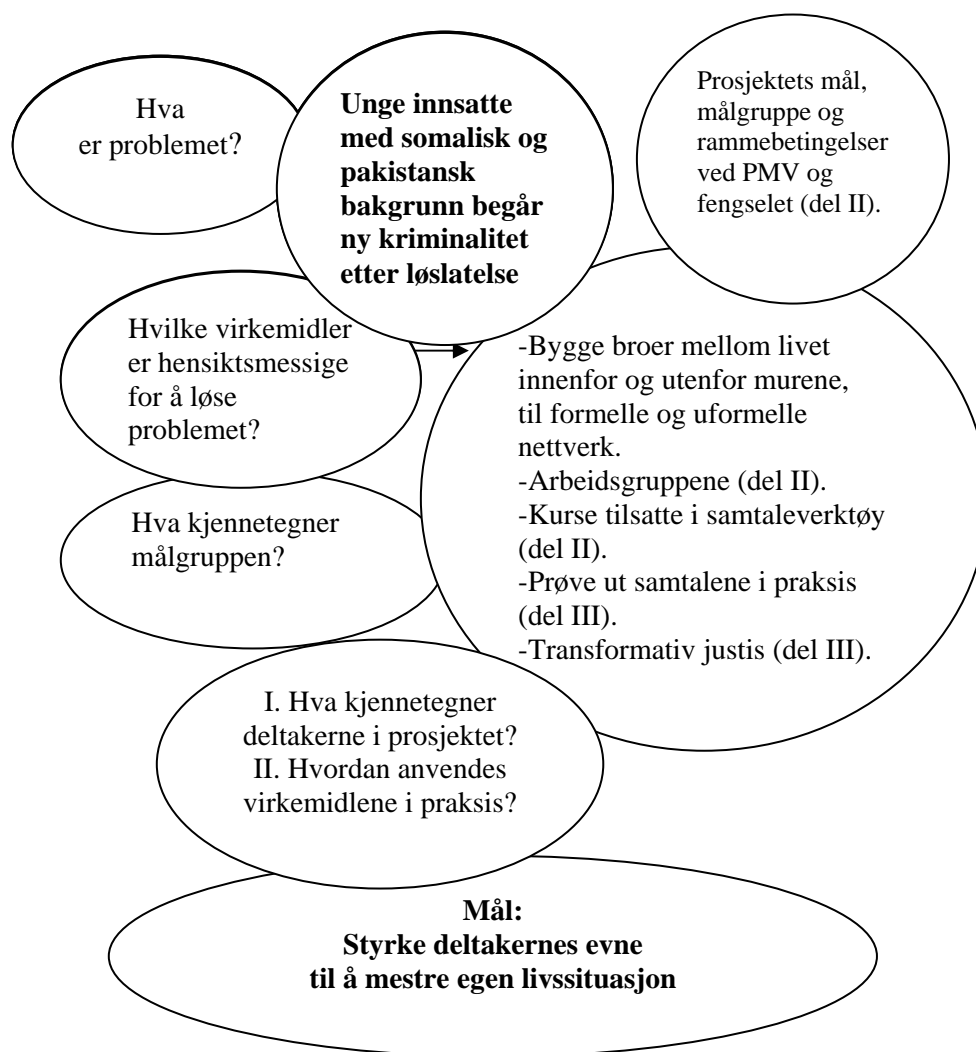 Hva
er problemet?
Unge innsatte
med somalisk og
pakistansk
bakgrunn begår
ny kriminalitet
etter løslatelse
Prosjektets mål,
målgruppe og
rammebetingelser
ved PMV og
fengselet (del II).
Hvilke virkemidler
er hensiktsmessige
for å løse
problemet?
-Bygge broer mellom livet
innenfor og utenfor murene,
til formelle og uformelle
nettverk.
-Arbeidsgruppene (del II).
-Kurse tilsatte i samtaleverktøy
(del II).
-Prøve ut samtalene i praksis
(del III).
-Transformativ justis (del III).
Hva kjennetegner
målgruppen?
I. Hva kjennetegner
deltakerne i prosjektet?
II. Hvordan anvendes
virkemidlene i praksis?
Mål:
Styrke deltakernes evne
til å mestre egen livssituasjon